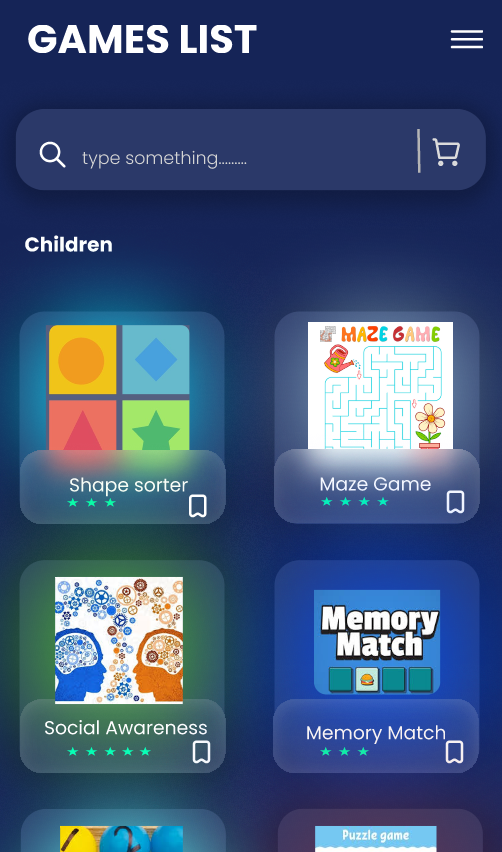 GAMES LIST
type something.........
Children
MAZE GAME
Shape sorter
Maze Game
Memory
Match
Social Awareness
Memory Match
2
Puzzle game